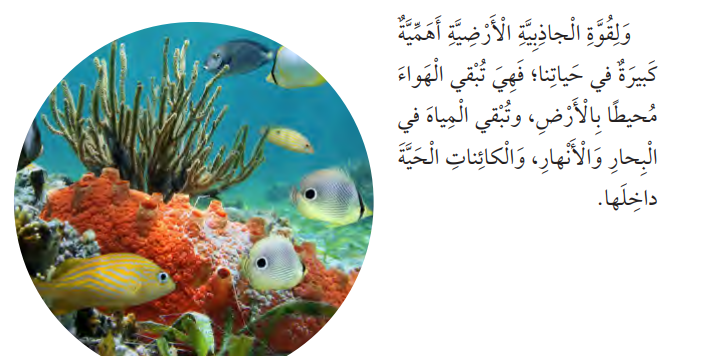 وَلِقُوَّةِ الْجاذِبِيَّةِ الْأَرْضِيَّةِ أَهَمِّيَّةٌ
كَبيرَةٌ في حَياتِنا؛ فَهِيَ تُبْقي الْهَواءَ
مُحيطًا بِالْأَرْضِ، وتُبْقي الْمِياهَ في
الْبِحارِ وَالْأَنْهارِ، وَالْكائِناتِ الْحَيَّةَ
داخِلَها.